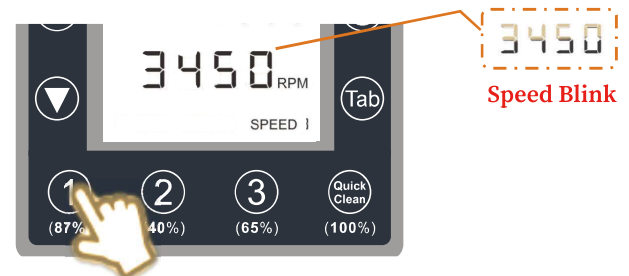 3450
3450 RPM
Speed Blink
Tab
SPEED 1
1
2
3
Quick
Clean
(87%
40%)
(65%)
(100%)